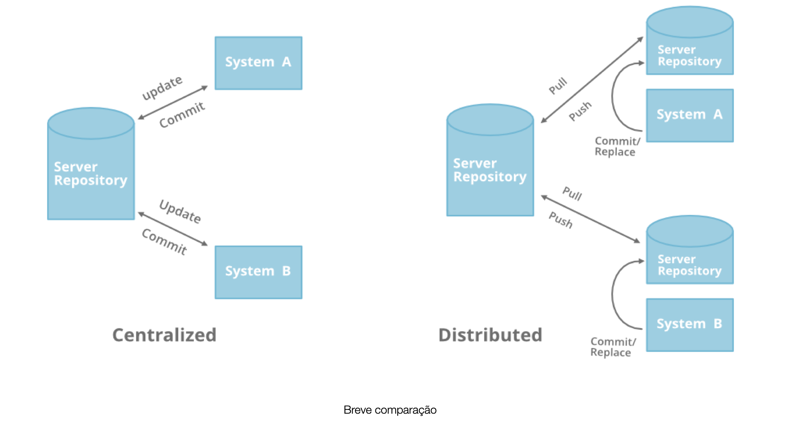 System A
update
Commit
Server
Repository
Update
Commit
System B
Centralized
Server
Repository
Pull
Push
Server
Repository
System A
Commit/
Replace
Pull
Push
Server
Repository
System B
Commit/
Replace
Distributed
Breve comparação